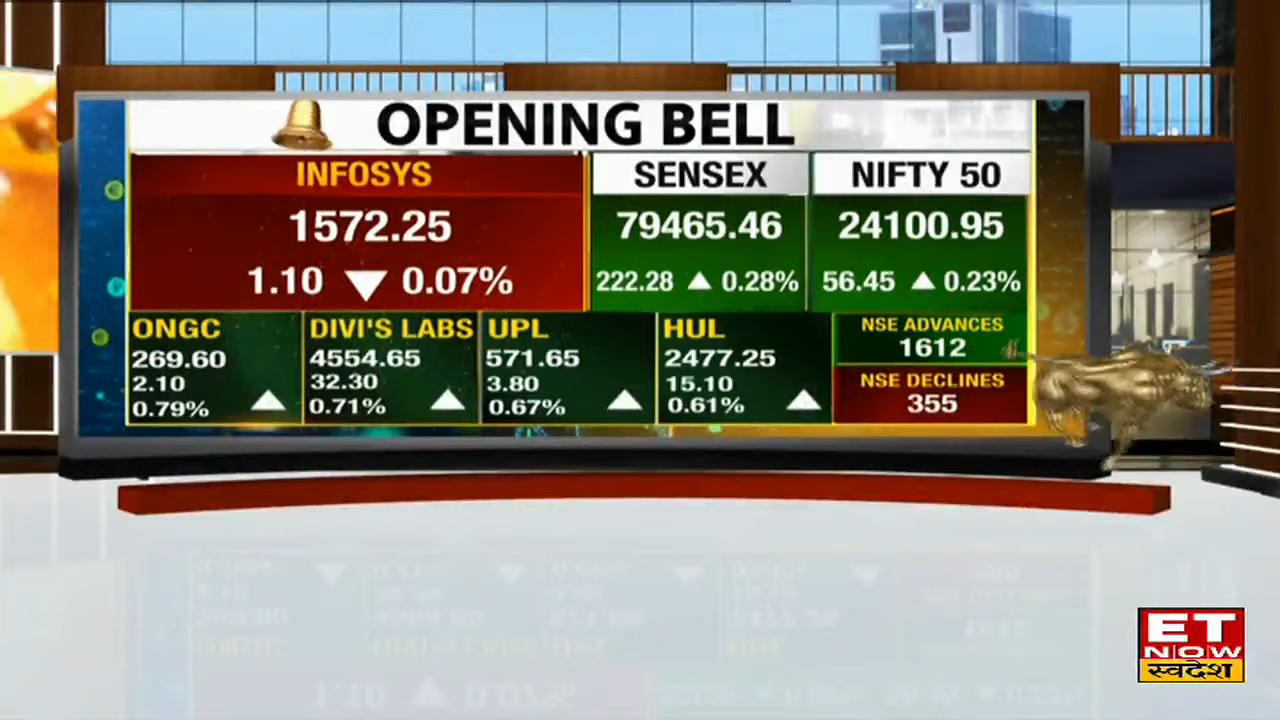 OPENING BELL
INFOSYS
1572.25
1.10 ▼ 0.07%
SENSEX
79465.46
222.28 ▲ 0.28%
NIFTY 50
24100.95
56.45 ▲ 0.23%
ONGC
269.60
2.10
0.79% ▲
DIVI'S LABS
4554.65
32.30
0.71% ▲
UPL
571.65
3.80
0.67% ▲
HUL
2477.25
15.10
0.61% ▲
NSE ADVANCES
1612
NSE DECLINES
355
ET
NOW
स्वदेश